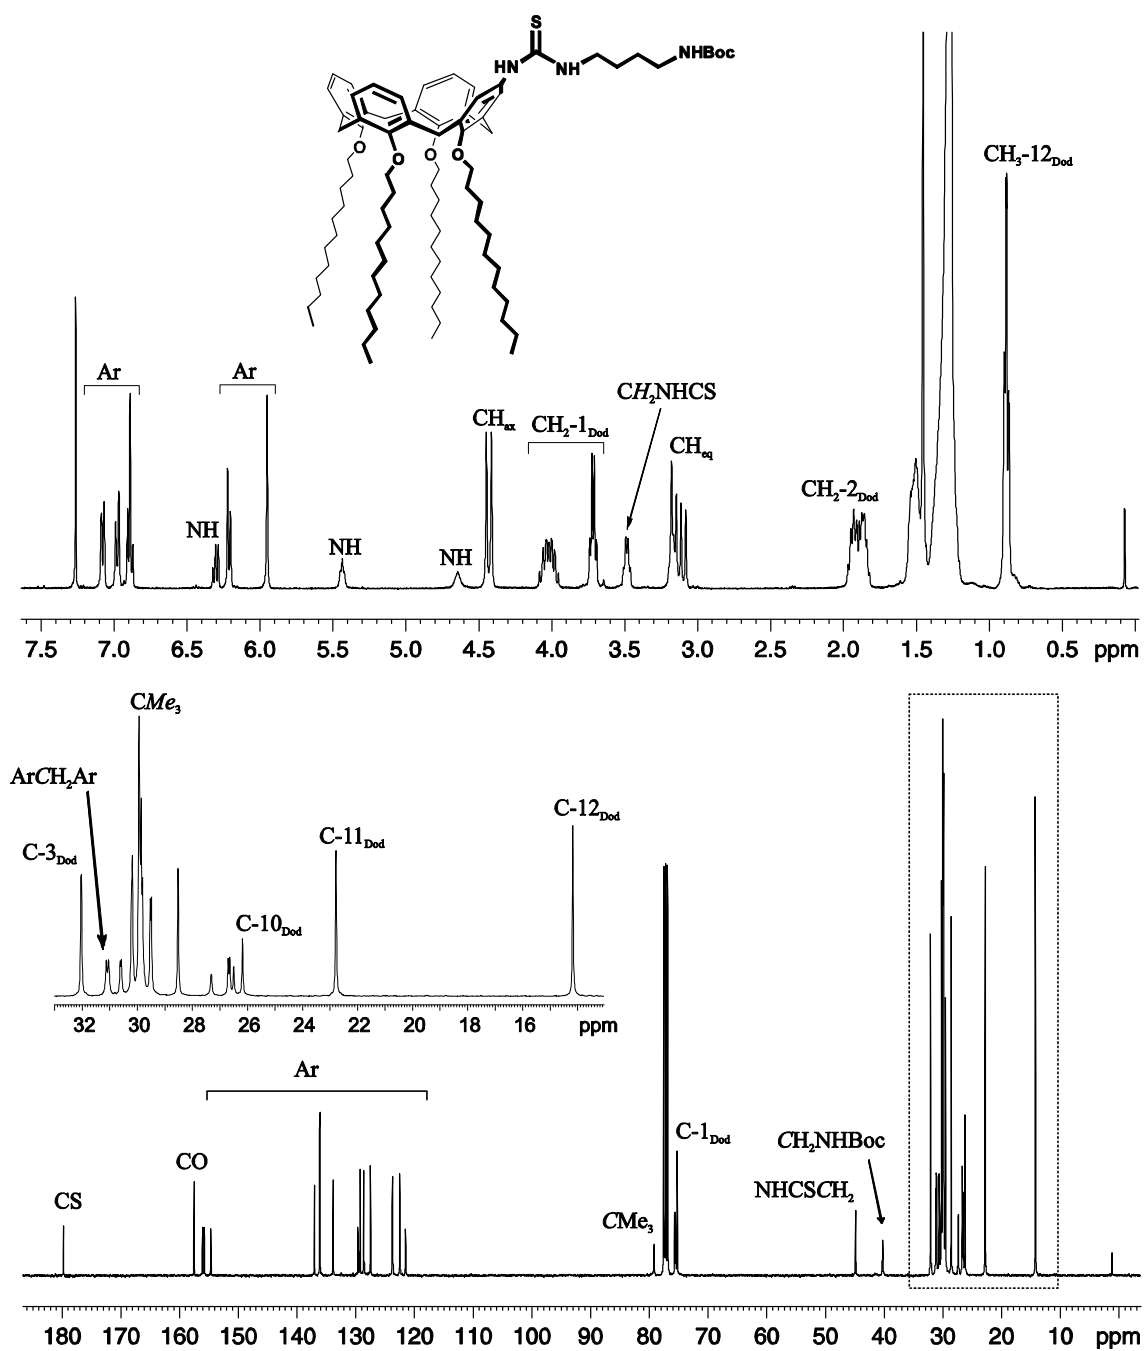 S
HN
NH
NHBoc
O
O
O
O
CH₃-12Dod
Ar
Ar
CH₂NHCS
CHax
CH₂-1Dod
CHeq
CH₂-2Dod
NH
NH
NH
7.5 7.0 6.5 6.0 5.5 5.0 4.5 4.0 3.5 3.0 2.5 2.0 1.5 1.0 0.5 ppm
CMe₃
ArCH₂Ar
C-3Dod
C-12Dod
C-11Dod
C-10Dod
32 30 28 26 24 22 20 18 16 ppm
Ar
CS
CO
C-1Dod
CMe₃
CH₂NHBoc
NHCSCH₂
180 170 160 150 140 130 120 110 100 90 80 70 60 50 40 30 20 10 ppm